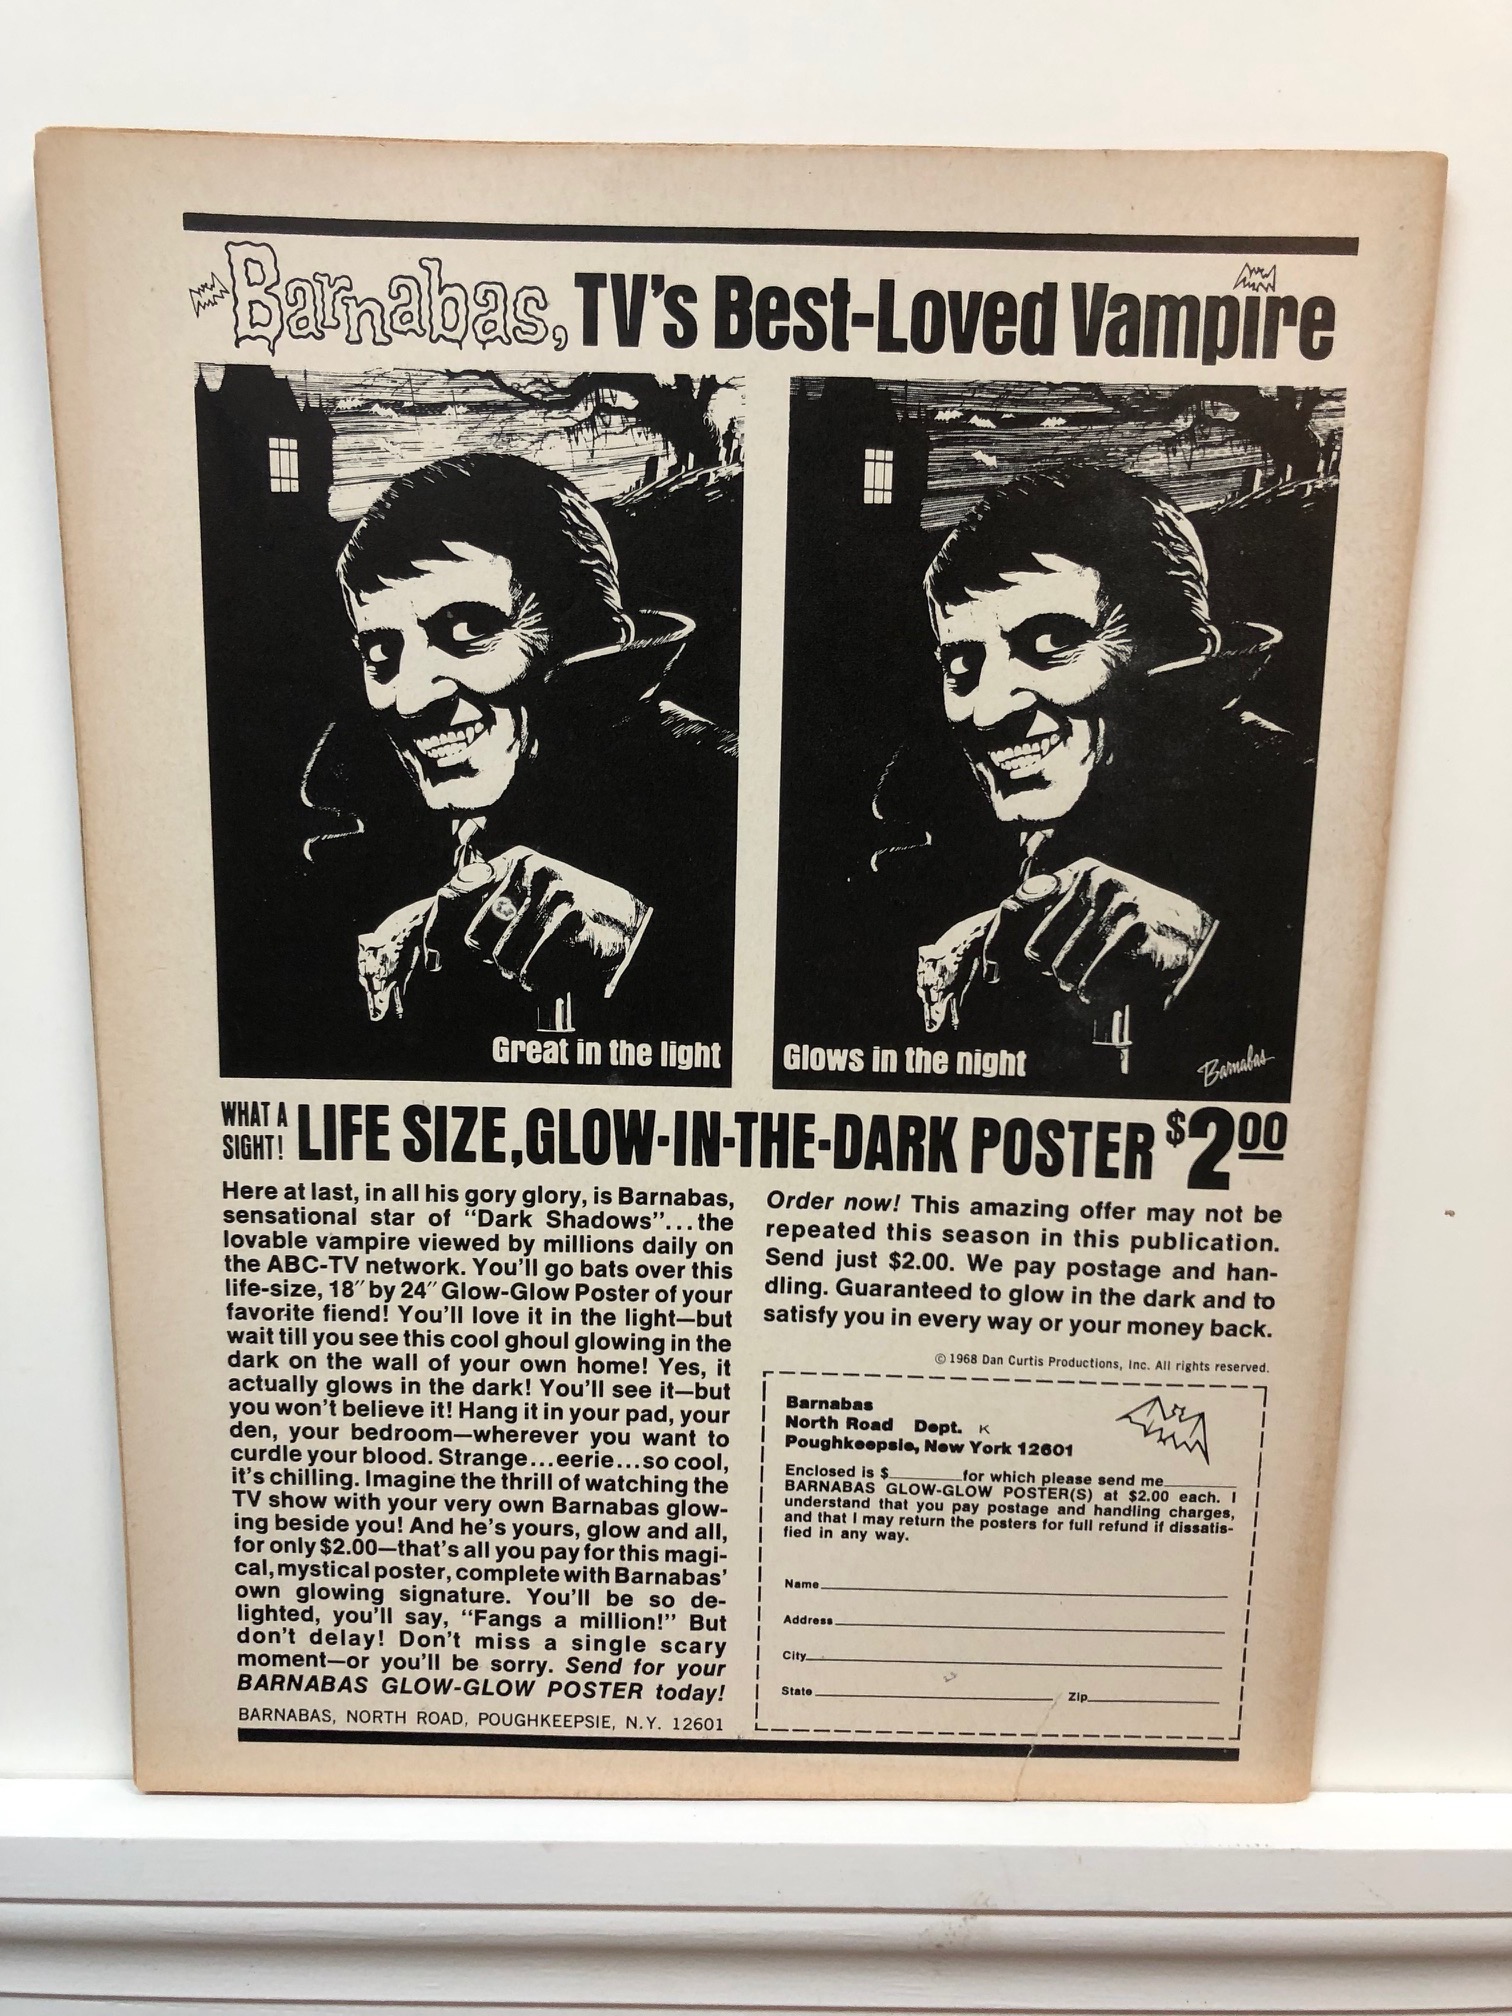 Barnabas, TV's Best-Loved Vampire
Great in the light
Glows in the night
Barnabas
WHAT A
SIGHT! LIFE SIZE, GLOW-IN-THE-DARK POSTER $2.00
Here at last, in all his gory glory, is Barnabas,
sensational star of “Dark Shadows”...the
lovable vampire viewed by millions daily on
the ABC-TV network. You'll go bats over this
life-size, 18″ by 24″ Glow-Glow Poster of your
favorite fiend! You'll love it in the light—but
wait till you see this cool ghoul glowing in the
dark on the wall of your own home! Yes, it
actually glows in the dark! You'll see it—but
you won't believe it! Hang it in your pad, your
den, your bedroom—wherever you want to
curdle your blood. Strange...eerie...so cool,
it's chilling. Imagine the thrill of watching the
TV show with your very own Barnabas glow-
ing beside you! And he's yours, glow and all,
for only $2.00—that's all you pay for this magi-
cal, mystical poster, complete with Barnabas'
own glowing signature. You'll be so de-
lighted, you'll say, “Fangs a million!” But
don't delay! Don't miss a single scary
moment—or you'll be sorry. Send for your
BARNABAS GLOW-GLOW POSTER today!
BARNABAS, NORTH ROAD, POUGHKEEPSIE, N.Y. 12601
Order now! This amazing offer may not be
repeated this season in this publication.
Send just $2.00. We pay postage and han-
dling. Guaranteed to glow in the dark and to
satisfy you in every way or your money back.
© 1968 Dan Curtis Productions, Inc. All rights reserved.
Barnabas
North Road Dept. K
Poughkeepsie, New York 12601
Enclosed is $________for which please send me________
BARNABAS GLOW-GLOW POSTER(S) at $2.00 each. I
understand that you pay postage and handling charges,
and that I may return the posters for full refund if dissatis-
fied in any way.
Name
Address
City
State Zip